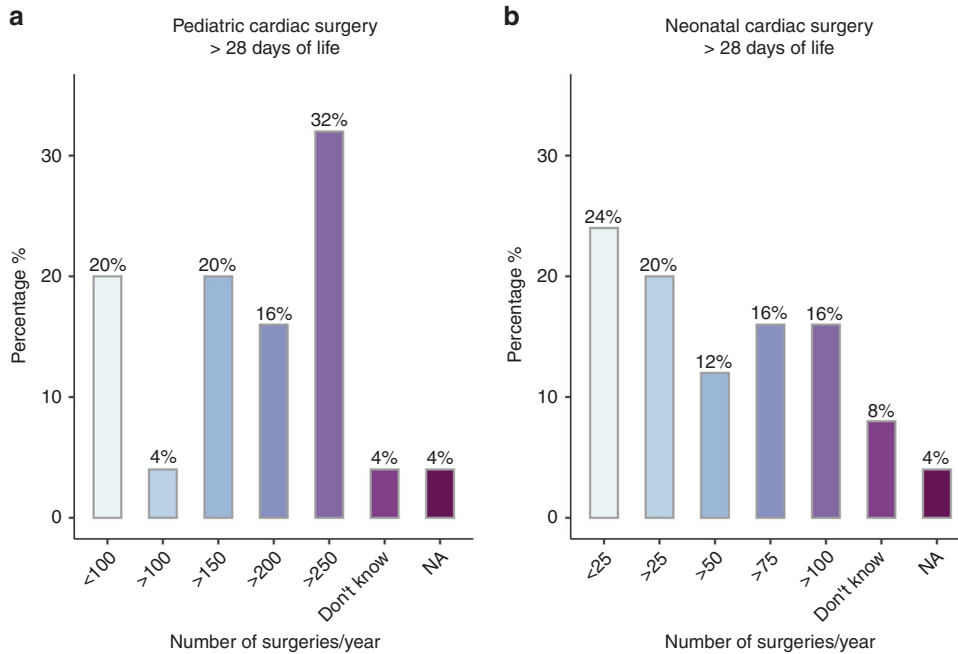 a
Pediatric cardiac surgery
> 28 days of life
Percentage %
30
20
10
0
20%
4%
20%
16%
32%
4%
4%
<100
>100
>150
>200
>250
Don't know
NA
Number of surgeries/year
b
Neonatal cardiac surgery
> 28 days of life
Percentage %
30
20
10
0
24%
20%
12%
16%
16%
8%
4%
<25
>25
>50
>75
>100
Don't know
NA
Number of surgeries/year